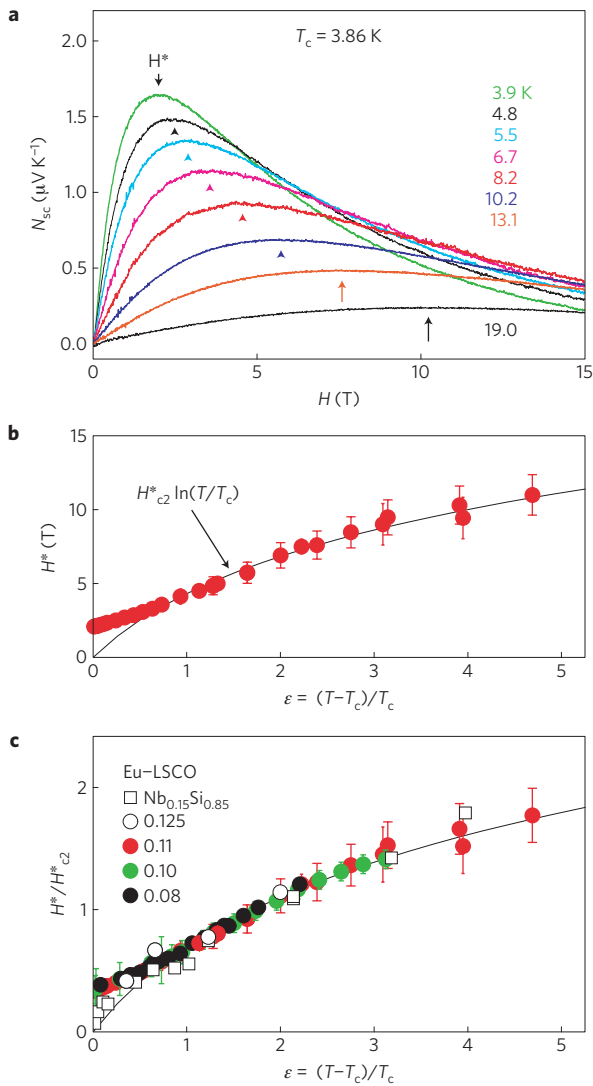 a
2.0
1.5
1.0
0.5
0.0
N_sc (μV K⁻¹)
T_c = 3.86 K
H*
3.9 K
4.8
5.5
6.7
8.2
10.2
13.1
19.0
0 5 10 15
H (T)
b
15
10
5
0
H* (T)
H*_c2 ln(T/T_c)
0 1 2 3 4 5
ε = (T−T_c)/T_c
c
2
1
0
H*/H*_c2
Eu−LSCO
Nb₀.₁₅Si₀.₈₅
0.125
0.11
0.10
0.08
0 1 2 3 4 5
ε = (T−T_c)/T_c